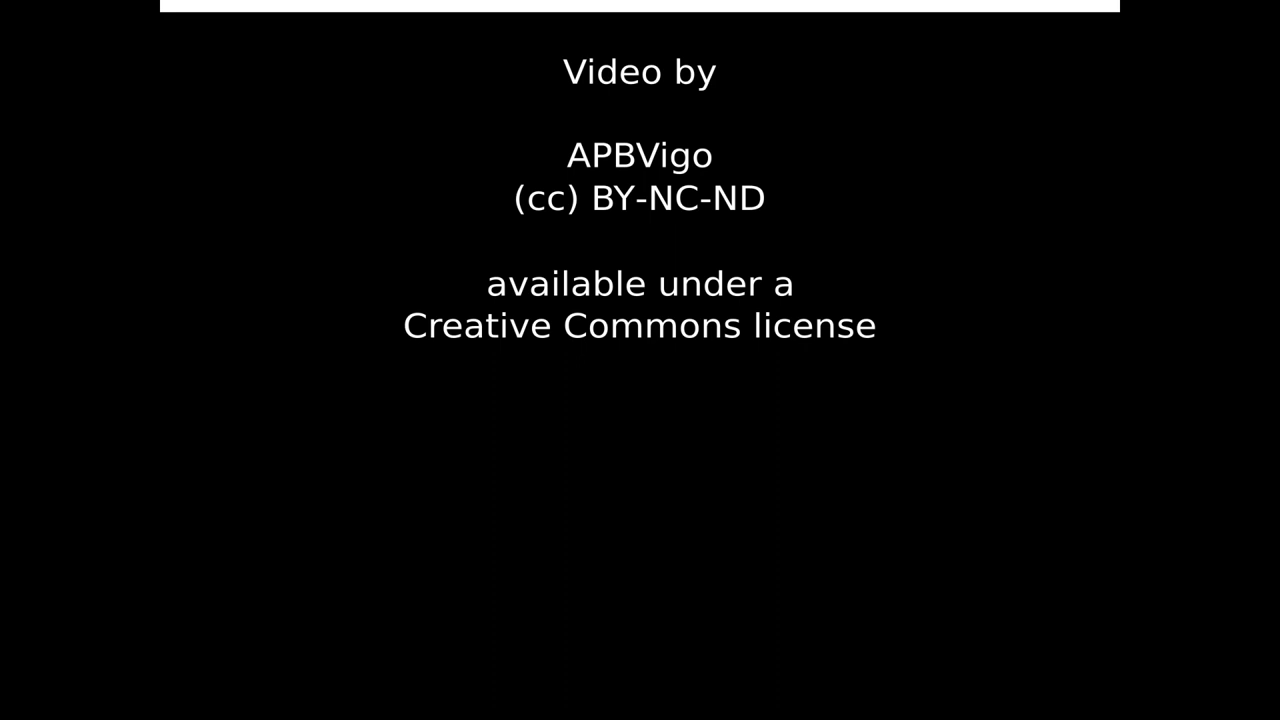 Video by
APBVigo
(cc) BY-NC-ND
available under a
Creative Commons license